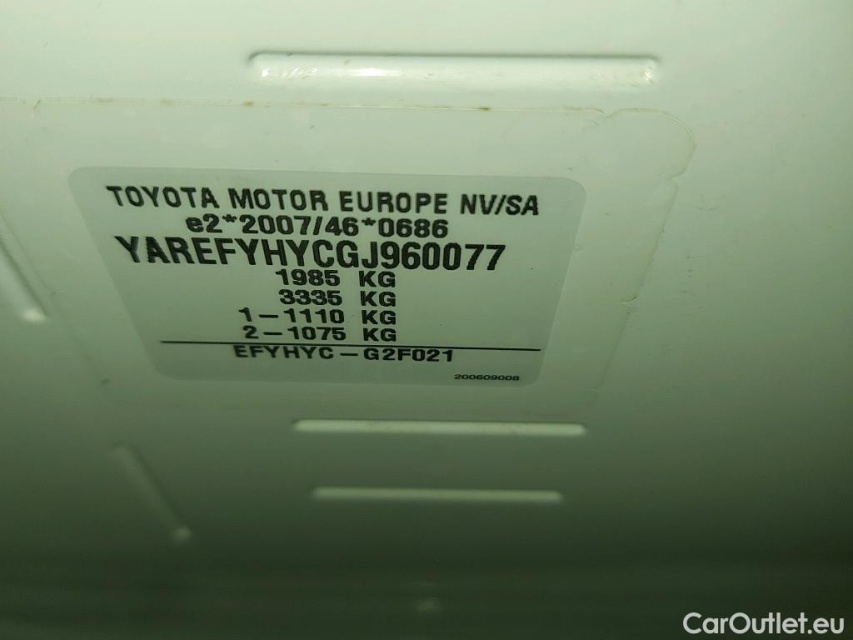 TOYOTA MOTOR EUROPE NV/SA
e2*2007/46*0686
YAREFYHYCGJ960077
1985 KG
3335 KG
1-1110 KG
2-1075 KG
EFYHYC-G2F021
200609008
CarOutlet.eu